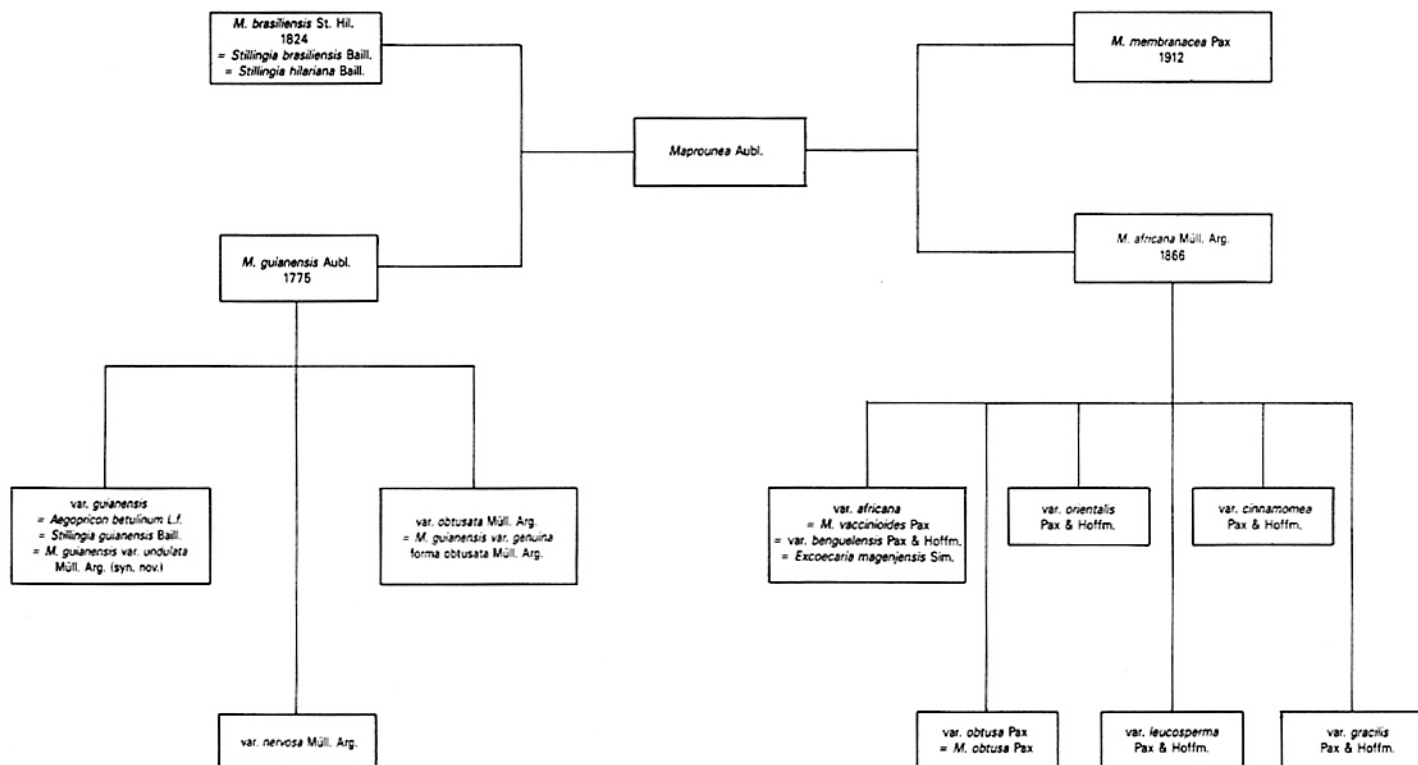 M. brasiliensis St. Hil.
1824
= Stillingia brasiliensis Baill.
= Stillingia hilariana Baill.
M. membranacea Pax
1912
Maprounea Aubl.
M. guianensis Aubl.
1775
M. africana Müll. Arg.
1866
var. guianensis
= Aegopricon betulinum L.f.
= Stillingia guianensis Baill.
= M. guianensis var. undulata
Müll. Arg. (syn. nov.)
var. obtusata Müll. Arg.
= M. guianensis var. genuina
forma obtusata Müll. Arg.
var. africana
= M. vaccinioides Pax
= var. benguelensis Pax & Hoffm.
= Excoecaria magenjensis Sim.
var. orientalis
Pax & Hoffm.
var. cinnamomea
Pax & Hoffm.
var. nervosa Müll. Arg.
var. obtusa Pax
= M. obtusa Pax
var. leucosperma
Pax & Hoffm.
var. gracilis
Pax & Hoffm.